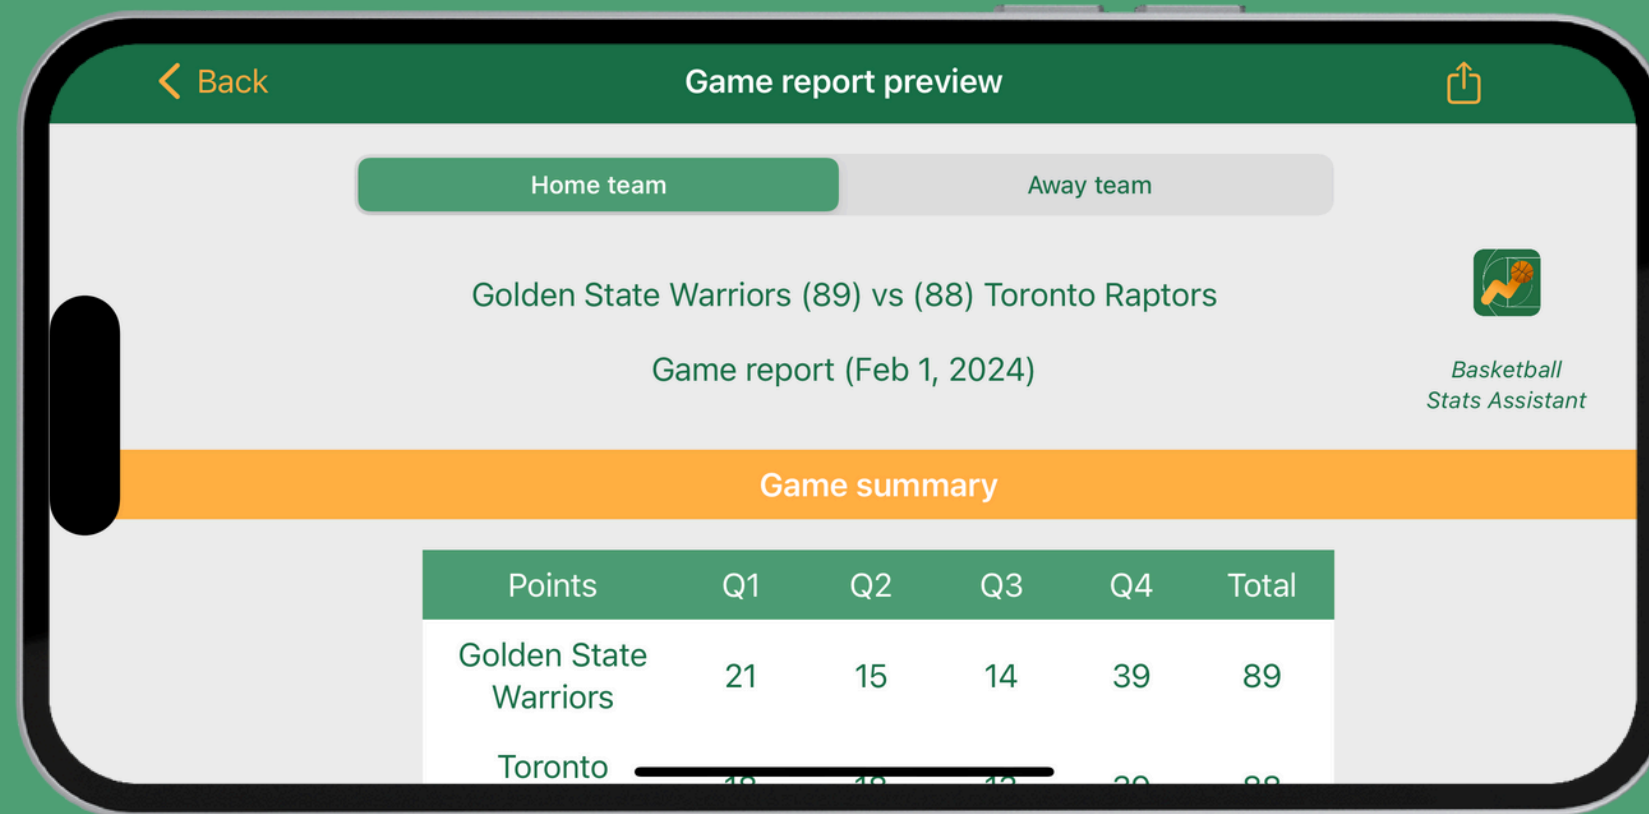 Back Game report preview
Home team Away team
Golden State Warriors (89) vs (88) Toronto Raptors
Game report (Feb 1, 2024)
Basketball
Stats Assistant
Game summary
Points Q1 Q2 Q3 Q4 Total
Golden State
Warriors 21 15 14 39 89
Toronto